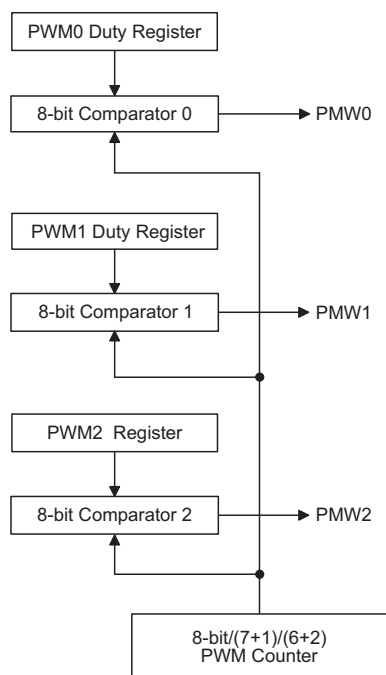 PWM0 Duty Register
8-bit Comparator 0
PMW0
PWM1 Duty Register
8-bit Comparator 1
PMW1
PWM2 Register
8-bit Comparator 2
PMW2
8-bit/(7+1)/(6+2)
PWM Counter